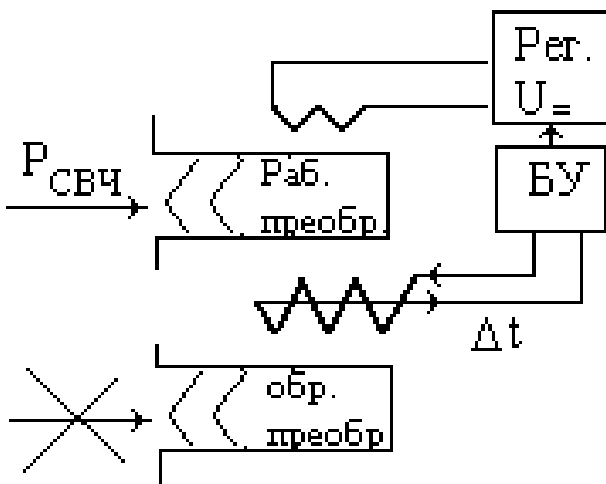 Рег.
U=
PСВЧ
Раб.
преобр.
БУ
Δt
обр.
преобр